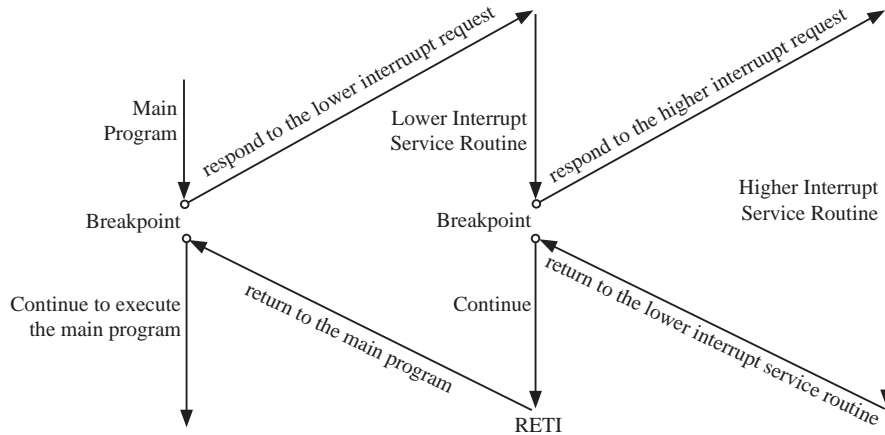 respond to the lower interruupt request
respond to the higher interruupt request
Main
Program
Lower Interrupt
Service Routine
Higher Interrupt
Service Routine
Breakpoint
Breakpoint
Continue to execute
the main program
return to the main program
Continue
return to the lower interrupt service routine
RETI